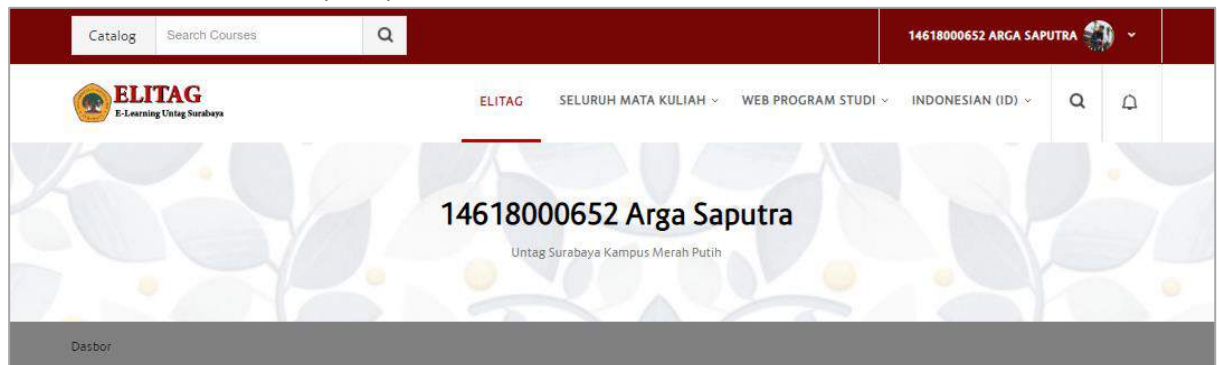 Catalog Search Courses 14618000652 ARGA SAPUTRA
ELITAG
E-Learning Untag Surabaya
ELITAG SELURUH MATA KULIAH WEB PROGRAM STUDI INDONESIAN (ID)
14618000652 Arga Saputra
Untag Surabaya Kampus Merah Putih
Dasbor